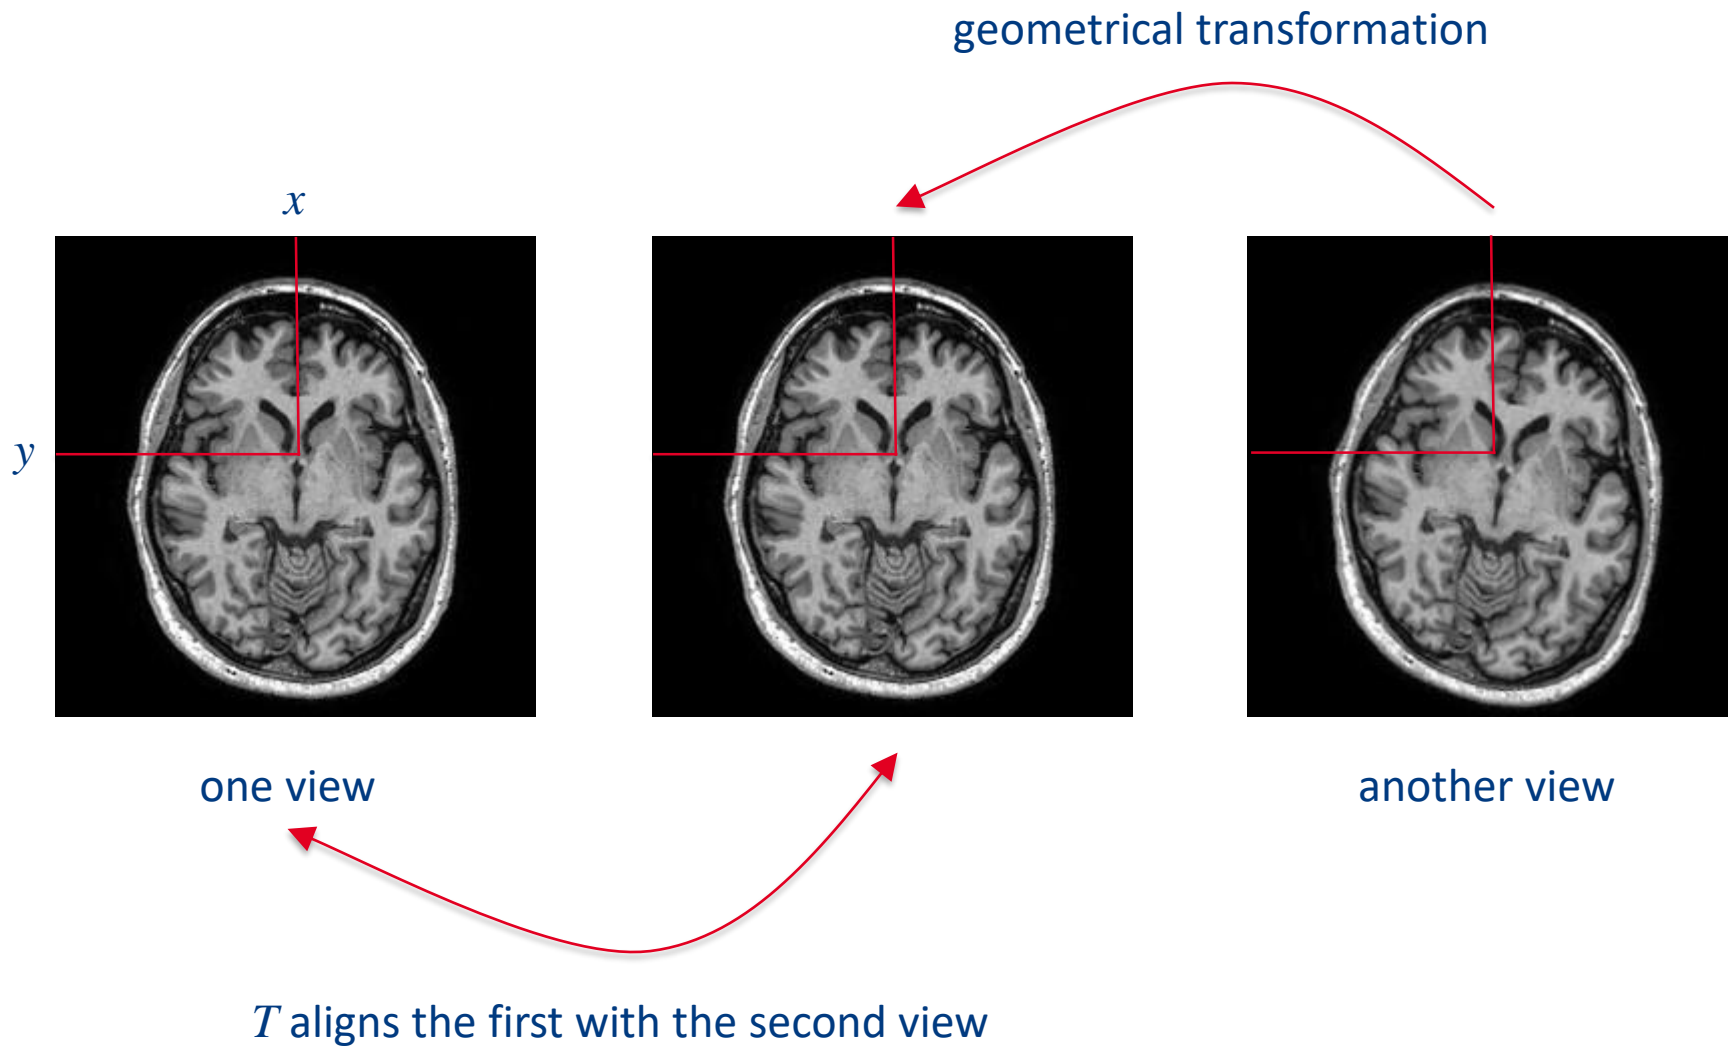 geometrical transformation
x
y
one view
another view
T aligns the first with the second view